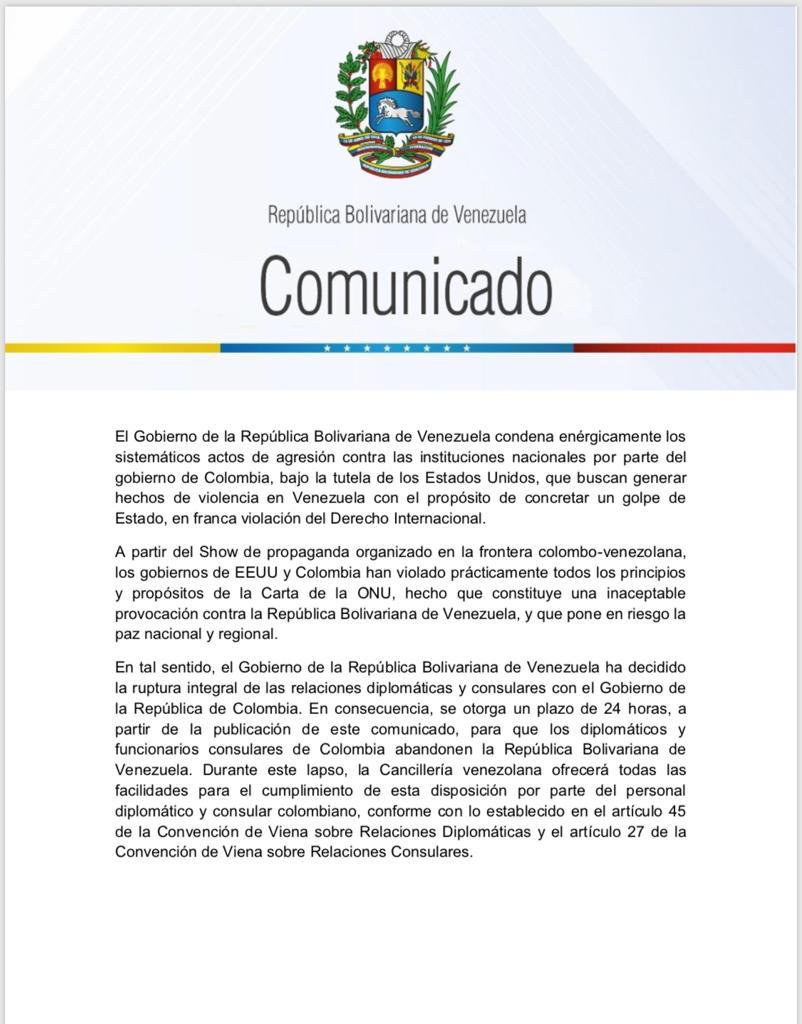 República Bolivariana de Venezuela
Comunicado
El Gobierno de la República Bolivariana de Venezuela condena enérgicamente los
sistemáticos actos de agresión contra las instituciones nacionales por parte del
gobierno de Colombia, bajo la tutela de los Estados Unidos, que buscan generar
hechos de violencia en Venezuela con el propósito de concretar un golpe de
Estado, en franca violación del Derecho Internacional.
A partir del Show de propaganda organizado en la frontera colombo-venezolana,
los gobiernos de EEUU y Colombia han violado prácticamente todos los principios
y propósitos de la Carta de la ONU, hecho que constituye una inaceptable
provocación contra la República Bolivariana de Venezuela, y que pone en riesgo la
paz nacional y regional.
En tal sentido, el Gobierno de la República Bolivariana de Venezuela ha decidido
la ruptura integral de las relaciones diplomáticas y consulares con el Gobierno de
la República de Colombia. En consecuencia, se otorga un plazo de 24 horas, a
partir de la publicación de este comunicado, para que los diplomáticos y
funcionarios consulares de Colombia abandonen la República Bolivariana de
Venezuela. Durante este lapso, la Cancillería venezolana ofrecerá todas las
facilidades para el cumplimiento de esta disposición por parte del personal
diplomático y consular colombiano, conforme con lo establecido en el artículo 45
de la Convención de Viena sobre Relaciones Diplomáticas y el artículo 27 de la
Convención de Viena sobre Relaciones Consulares.